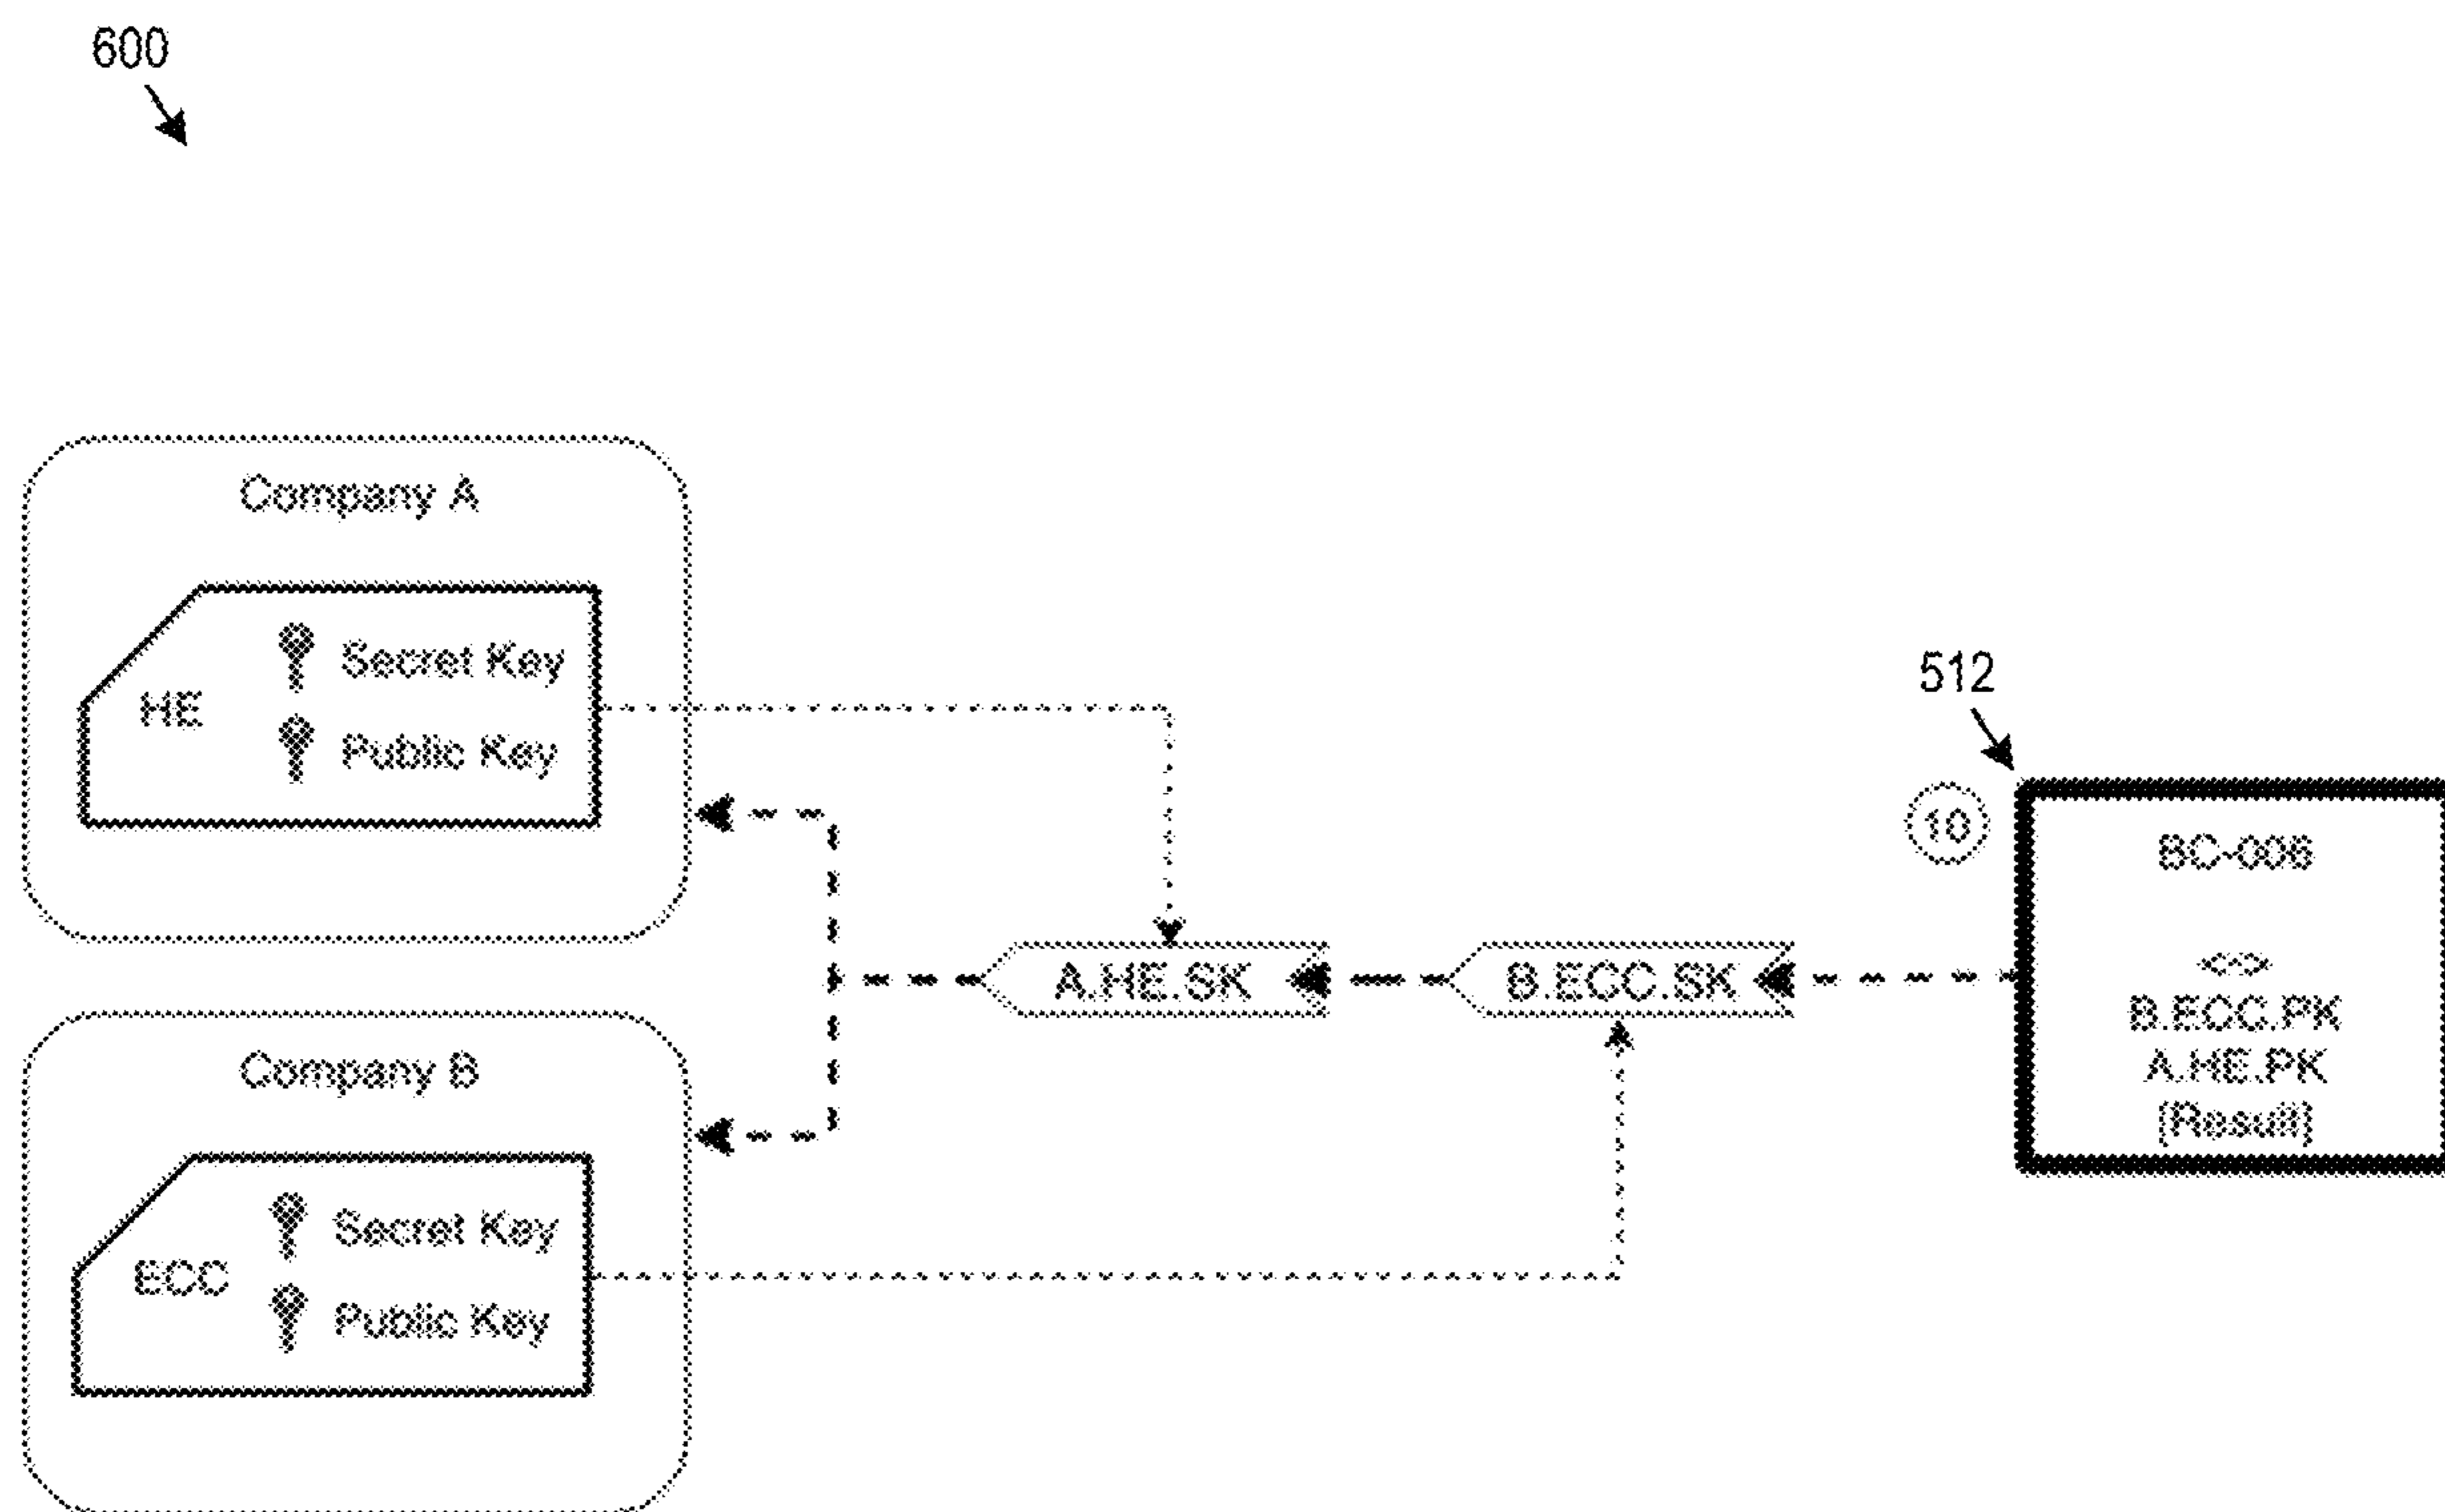 600
Company A
HE
Secret Key
Public Key
512
10
BC-006
<>
B.ECC.PK
A.HE.PK
[Result]
A.HE.SK
B.ECC.SK
Company B
ECC
Secret Key
Public Key